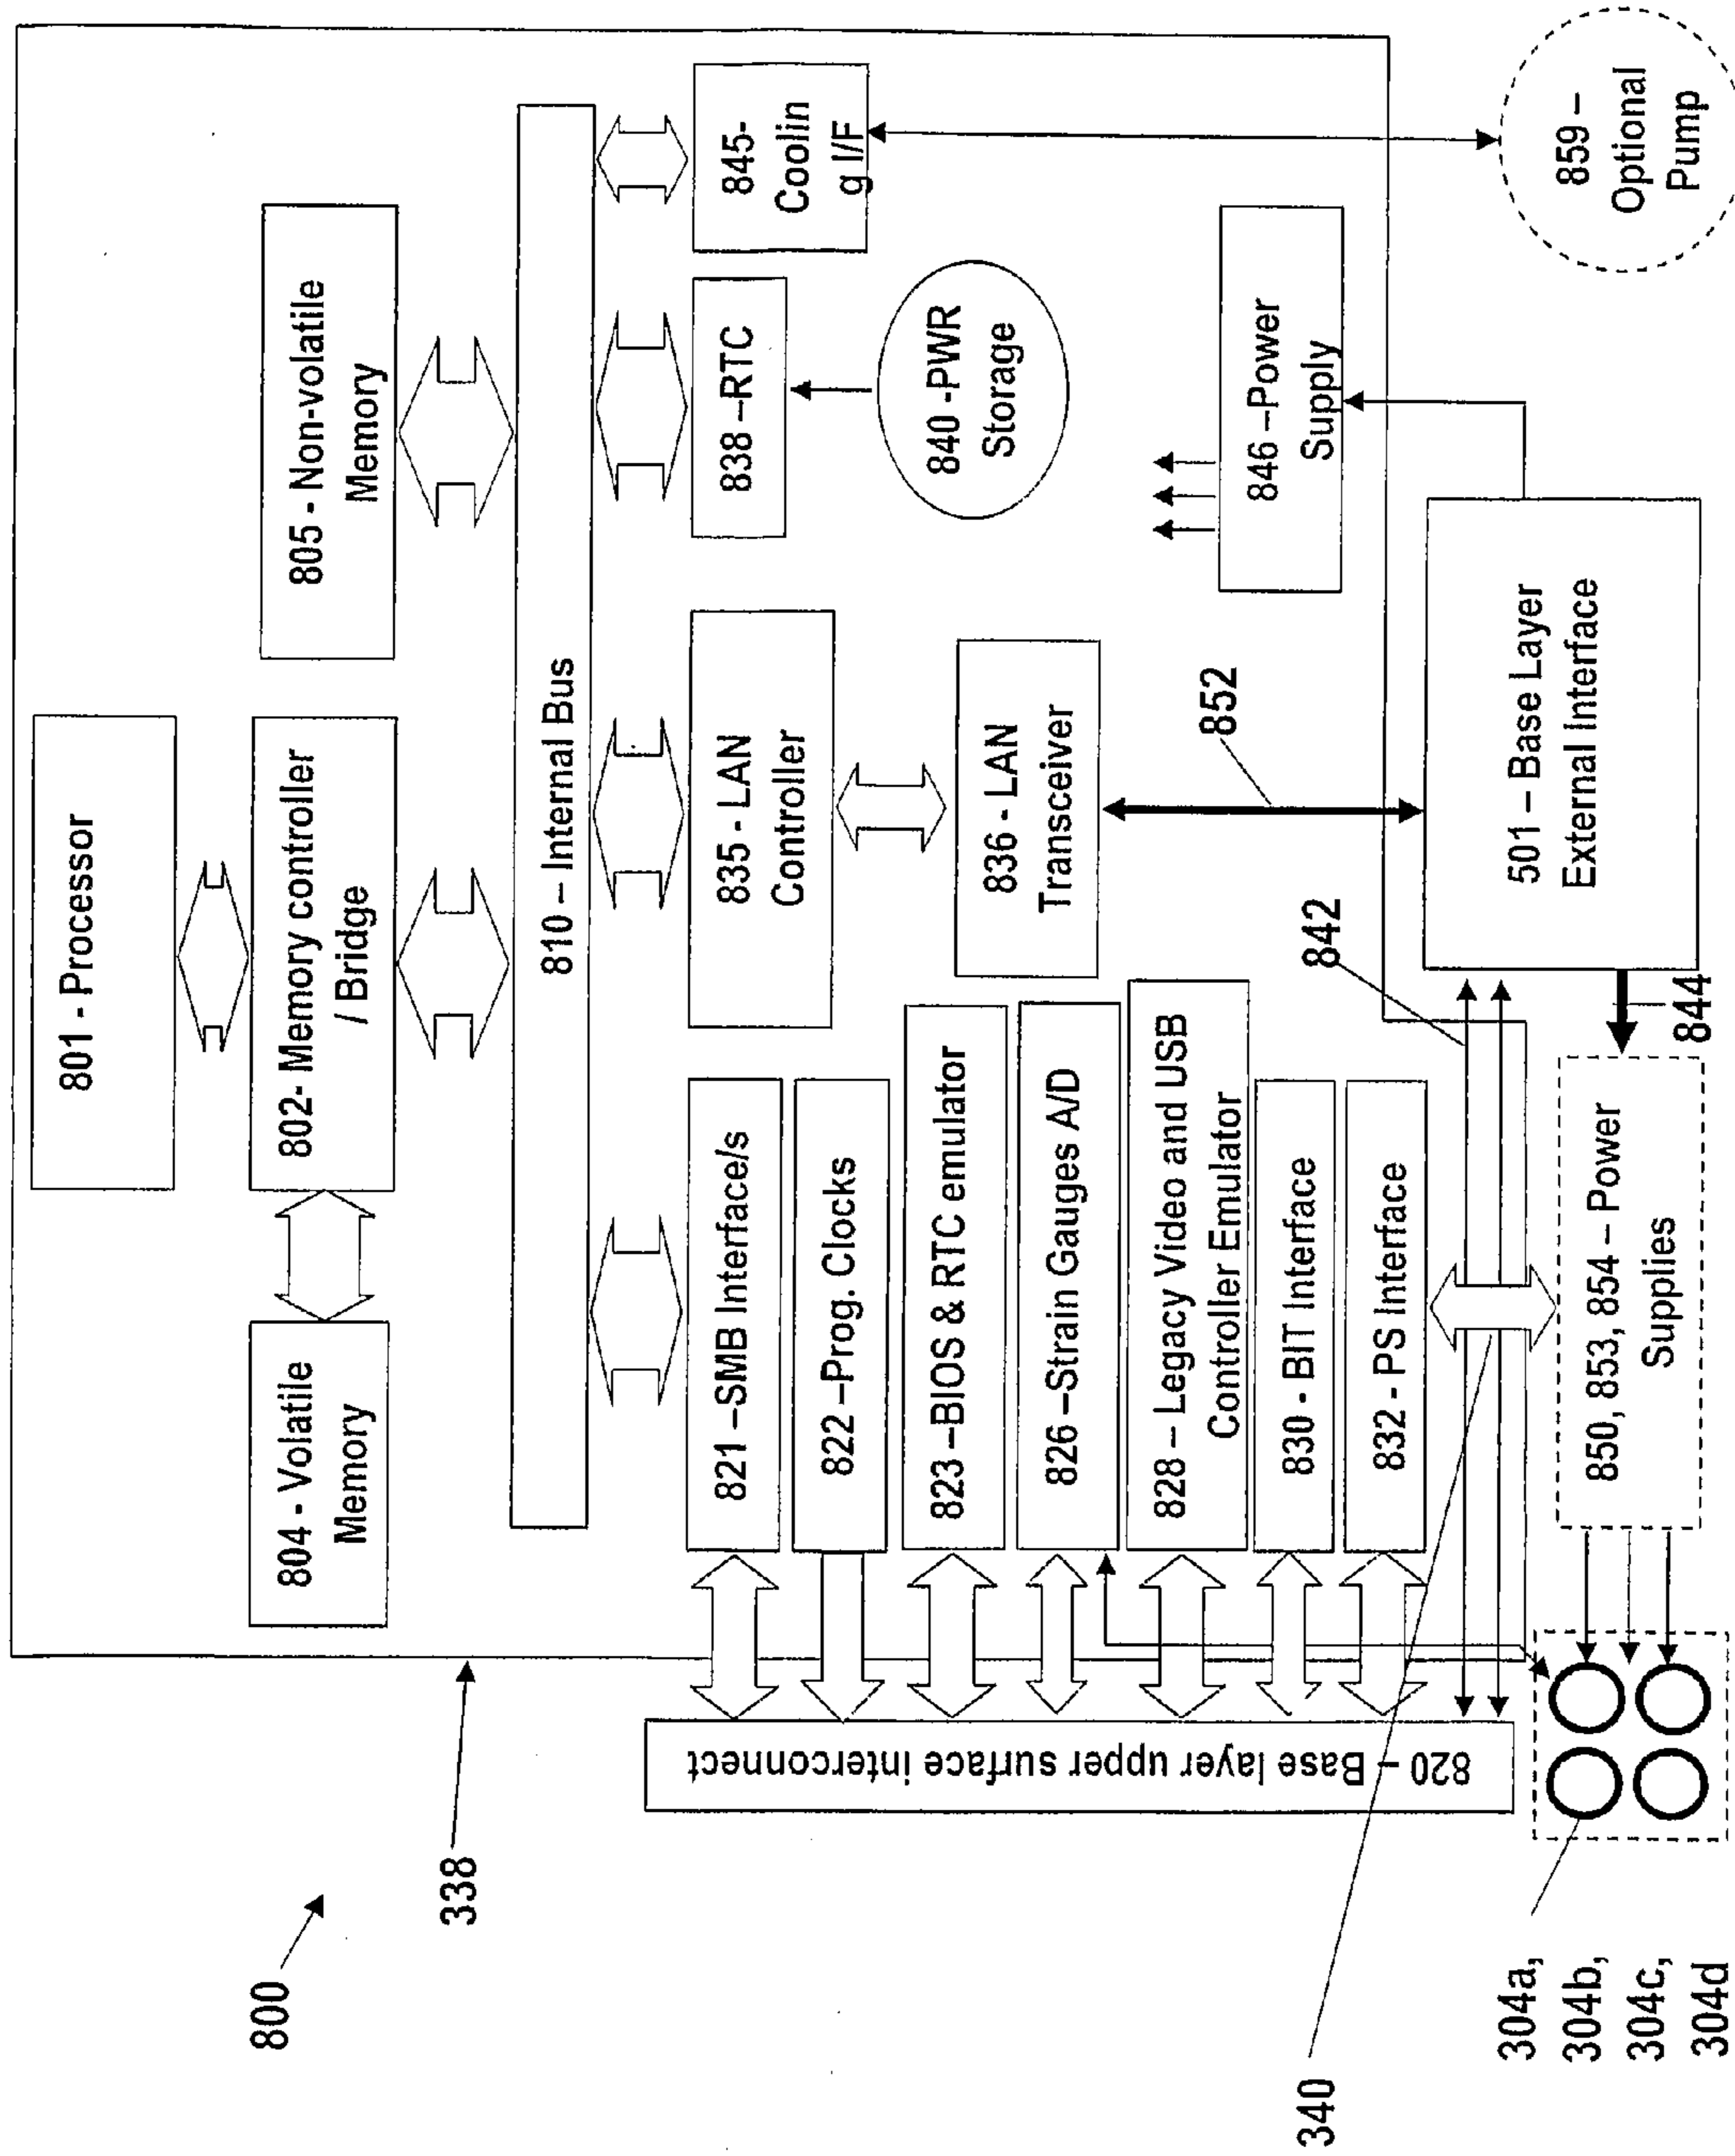 800
338
801 - Processor
804 - Volatile
Memory
802- Memory controller
/ Bridge
805 - Non-volatile
Memory
810 – Internal Bus
821 –SMB Interface/s
822 –Prog. Clocks
823 –BIOS & RTC emulator
826 –Strain Gauges A/D
828 – Legacy Video and USB
Controller Emulator
830 - BIT Interface
832 - PS Interface
835 - LAN
Controller
836 - LAN
Transceiver
838 –RTC
840 -PWR
Storage
845-
Coolin
g I/F
846 –Power
Supply
852
842
820 – Base layer upper surface interconnect
501 – Base Layer
External Interface
844
850, 853, 854 – Power
Supplies
859 –
Optional
Pump
340
304a,
304b,
304c,
304d